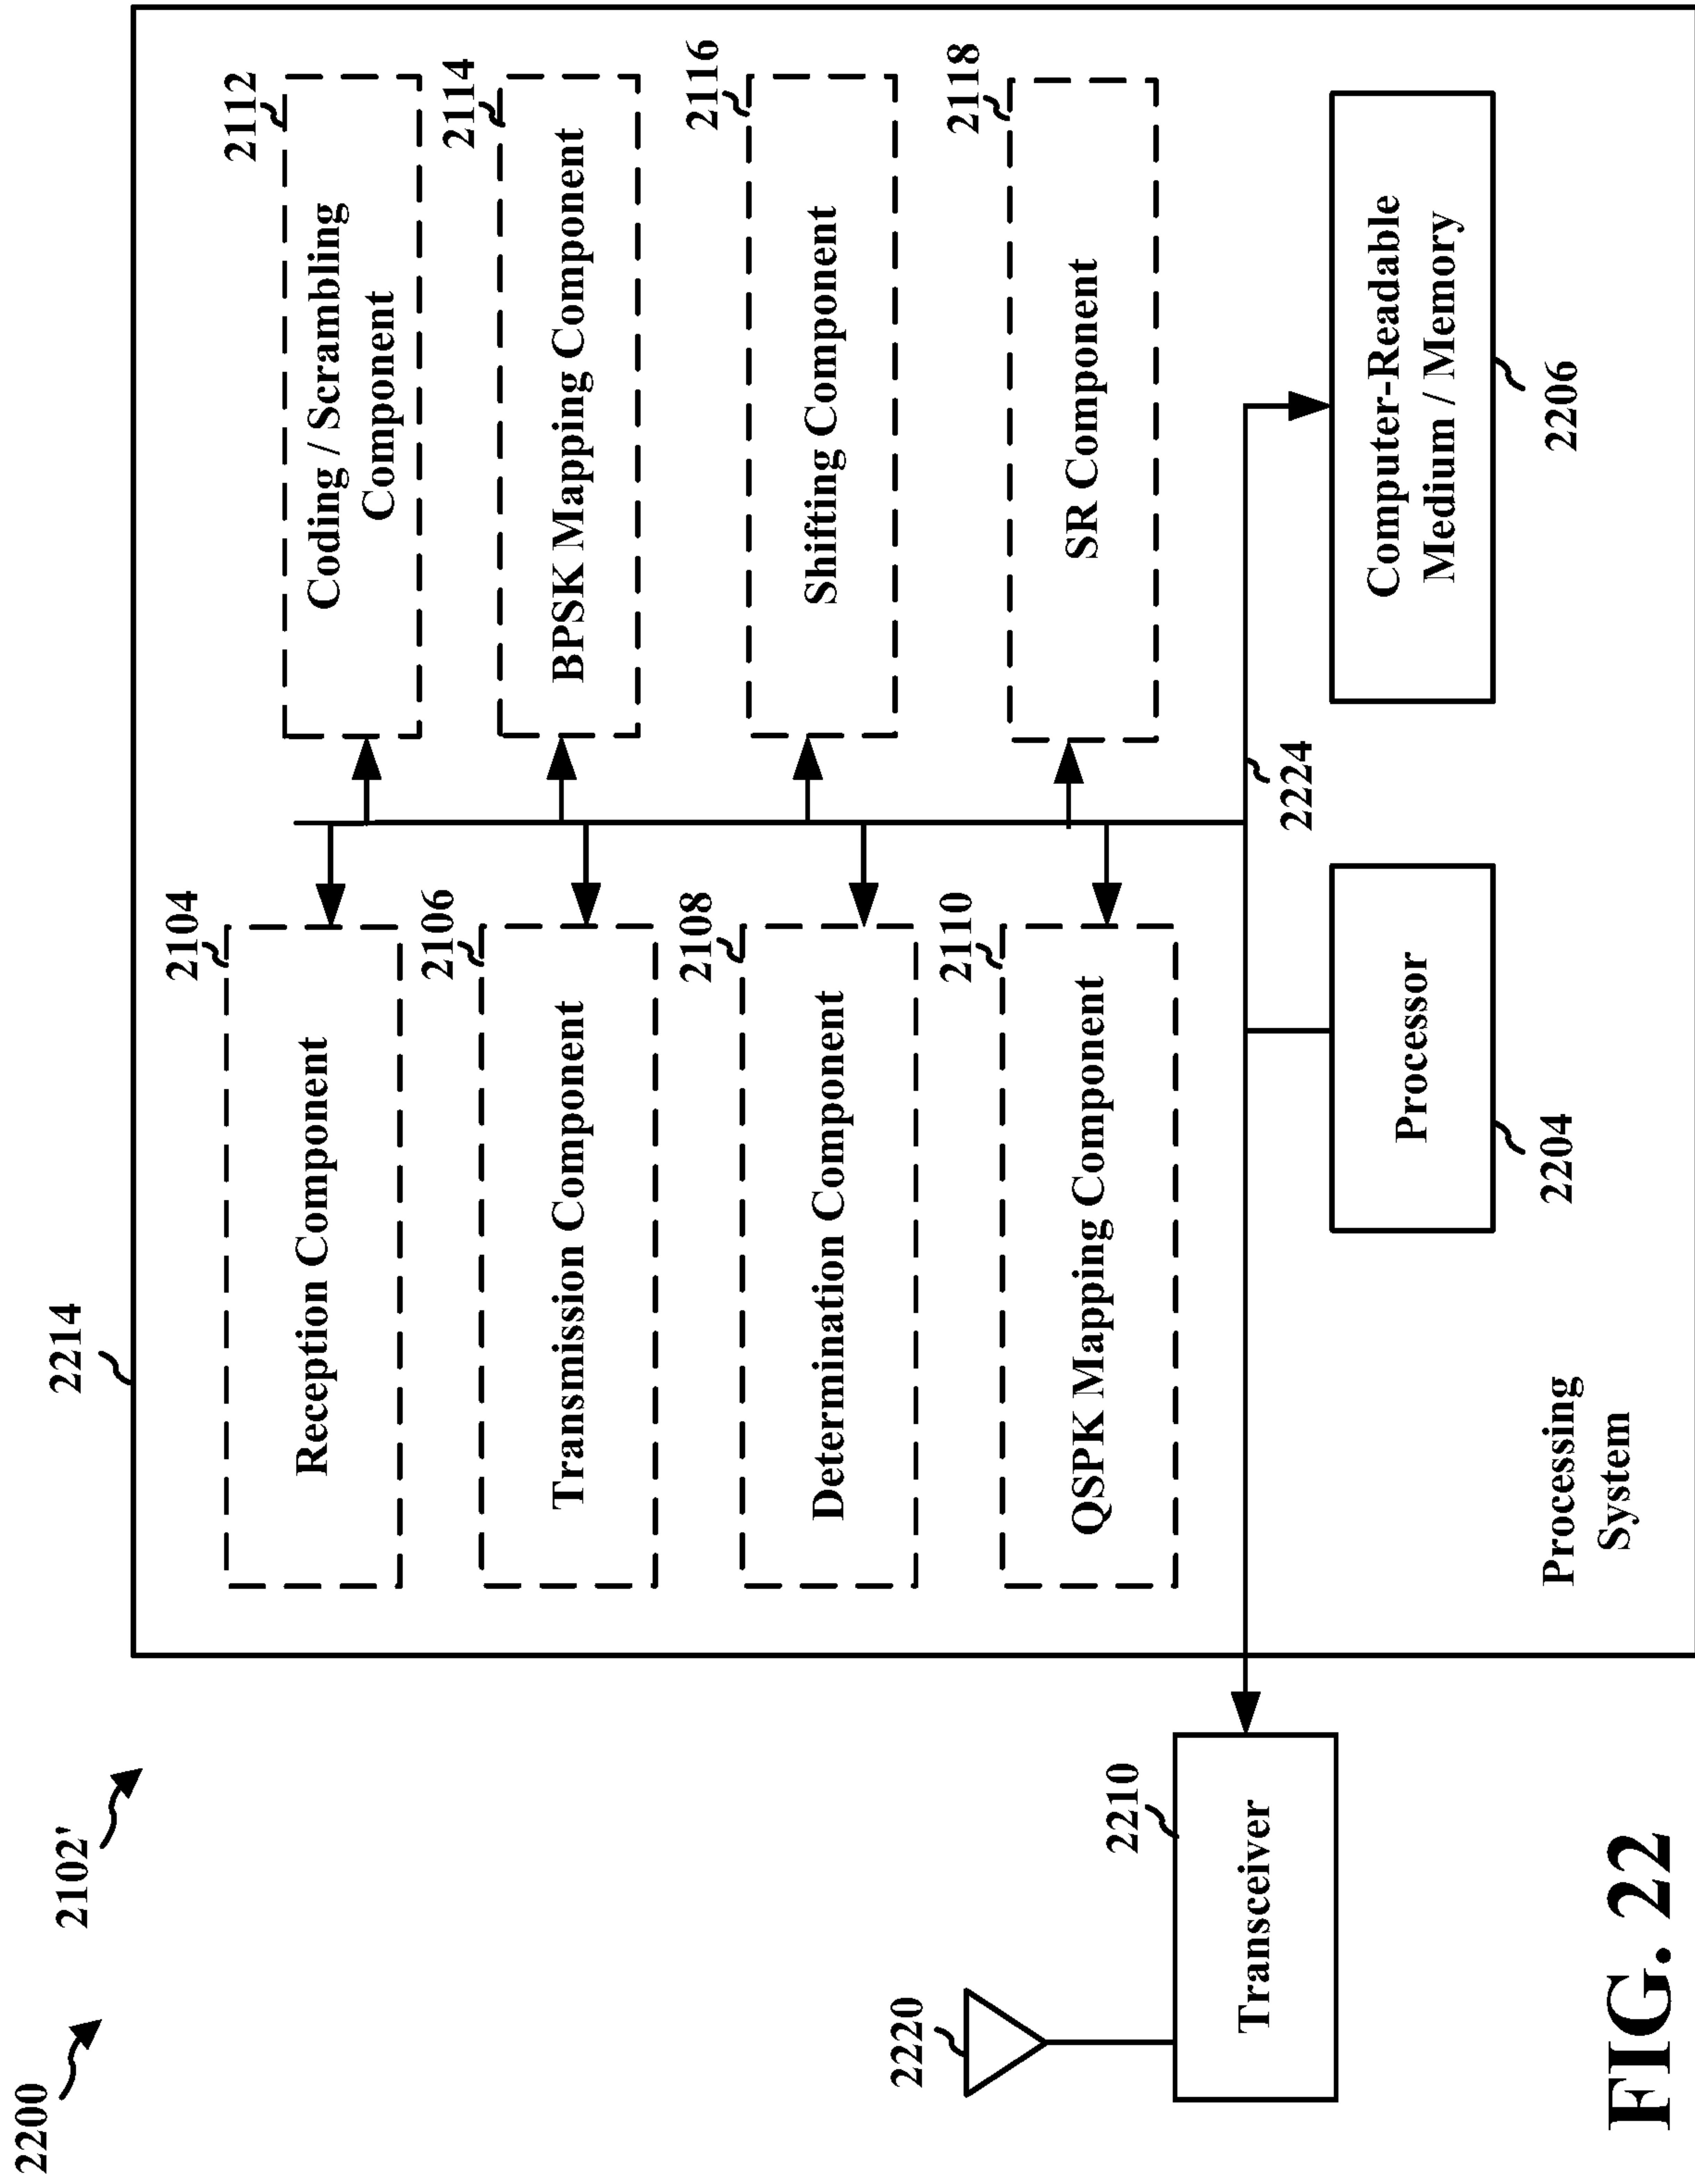 2200
2102'
2214
2104
Reception Component
2106
Transmission Component
2108
Determination Component
2110
QSPK Mapping Component
2112
Coding / Scrambling
Component
2114
BPSK Mapping Component
2116
Shifting Component
2118
SR Component
2220
2210
Transceiver
2224
Processor
2204
Computer-Readable
Medium / Memory
2206
Processing
System
FIG. 22